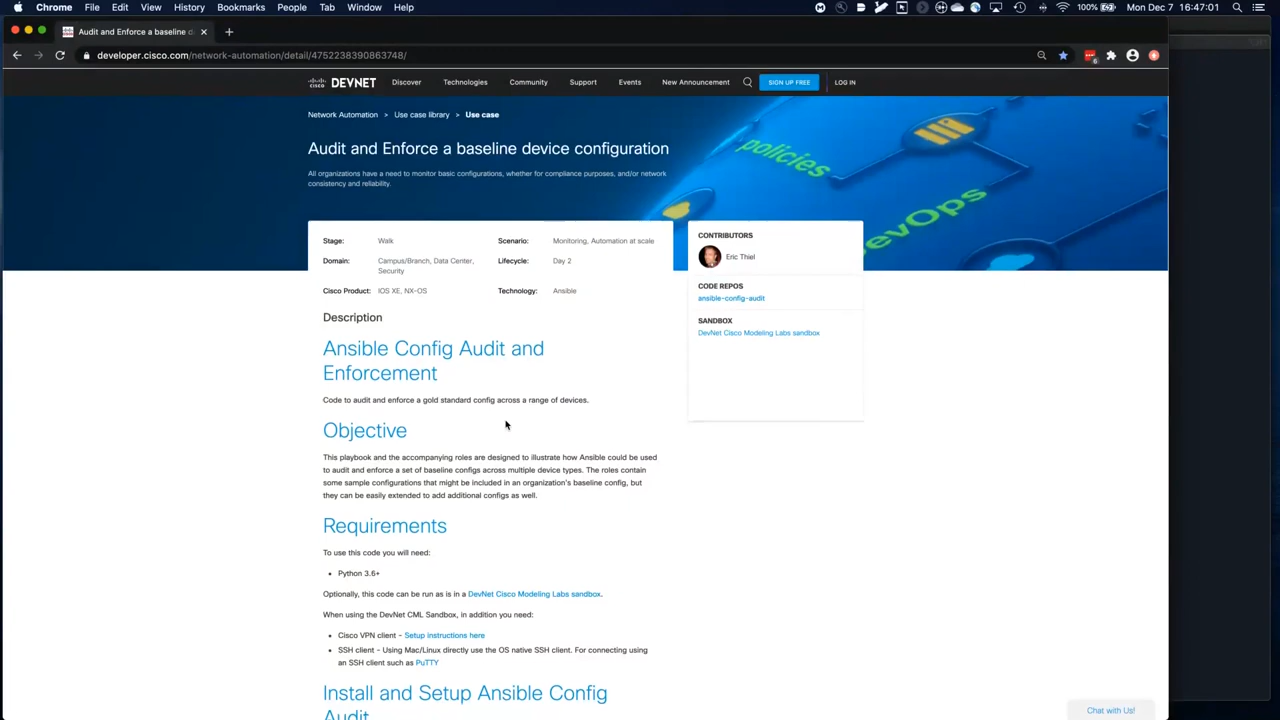 Chrome File Edit View History Bookmarks People Tab Window Help 100% Mon Dec 7 16:47:01
Audit and Enforce a baseline d
developer.cisco.com/network-automation/detail/4752238390863748/
6
CISCO DEVNET Discover Technologies Community Support Events New Announcement SIGN UP FREE LOG IN
Network Automation > Use case library > Use case
Audit and Enforce a baseline device configuration
All organizations have a need to monitor basic configurations, whether for compliance purposes, and/or network
consistency and reliability.
policies
DevOps
Stage: Walk Scenario: Monitoring, Automation at scale
Domain: Campus/Branch, Data Center, Lifecycle: Day 2
Security
Cisco Product: IOS XE, NX-OS Technology: Ansible
CONTRIBUTORS
Eric Thiel
CODE REPOS
ansible-config-audit
SANDBOX
DevNet Cisco Modeling Labs sandbox
Description
Ansible Config Audit and
Enforcement
Code to audit and enforce a gold standard config across a range of devices.
Objective
This playbook and the accompanying roles are designed to illustrate how Ansible could be used
to audit and enforce a set of baseline configs across multiple device types. The roles contain
some sample configurations that might be included in an organization's baseline config, but
they can be easily extended to add additional configs as well.
Requirements
To use this code you will need:
• Python 3.6+
Optionally, this code can be run as is in a DevNet Cisco Modeling Labs sandbox.
When using the DevNet CML Sandbox, in addition you need:
• Cisco VPN client - Setup instructions here
• SSH client - Using Mac/Linux directly use the OS native SSH client. For connecting using
an SSH client such as PuTTY
Install and Setup Ansible Config
Audit
Chat with Us!